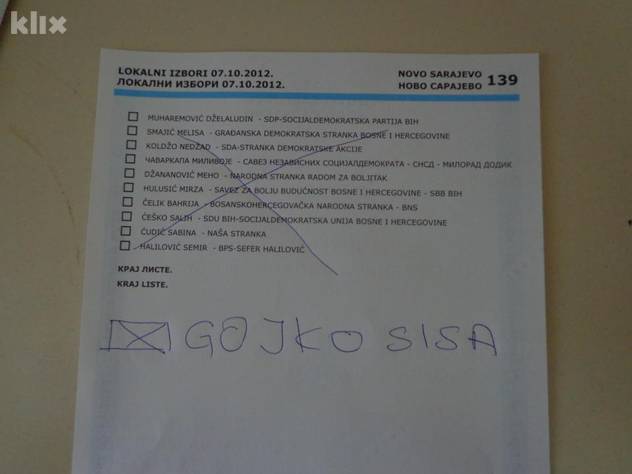 klix
LOKALNI IZBORI 07.10.2012.
ЛОКАЛНИ ИЗБОРИ 07.10.2012.
NOVO SARAJEVO
НОВО САРАЈЕВО
139
MUHAREMOVIĆ DŽELALUDIN - SDP-SOCIJALDEMOKRATSKA PARTIJA BIH
SMAJIĆ MELISA - GRAĐANSKA DEMOKRATSKA STRANKA BOSNE I HERCEGOVINE
KOLDŽO NEDŽAD - SDA-STRANKA DEMOKRATSKE AKCIJE
ЧАВАРКАПА МИЛИВОЈЕ - САВЕЗ НЕЗАВИСНИХ СОЦИЈАЛДЕМОКРАТА - СНСД - МИЛОРАД ДОДИК
DŽANANOVIĆ MEHO - NARODNA STRANKA RADOM ZA BOLJITAK
HULUSIĆ MIRZA - SAVEZ ZA BOLJU BUDUĆNOST BOSNE I HERCEGOVINE - SBB BIH
ČELIK BAHRIJA - BOSANSKOHERCEGOVAČKA NARODNA STRANKA - BNS
ĆEŠKO SALIH - SDU BIH-SOCIJALDEMOKRATSKA UNIJA BOSNE I HERCEGOVINE
ĆUDIĆ SABINA - NAŠA STRANKA
HALILOVIĆ SEMIR - BPS-SEFER HALILOVIĆ
КРАЈ ЛИСТЕ.
KRAJ LISTE.
GOJKO SISA